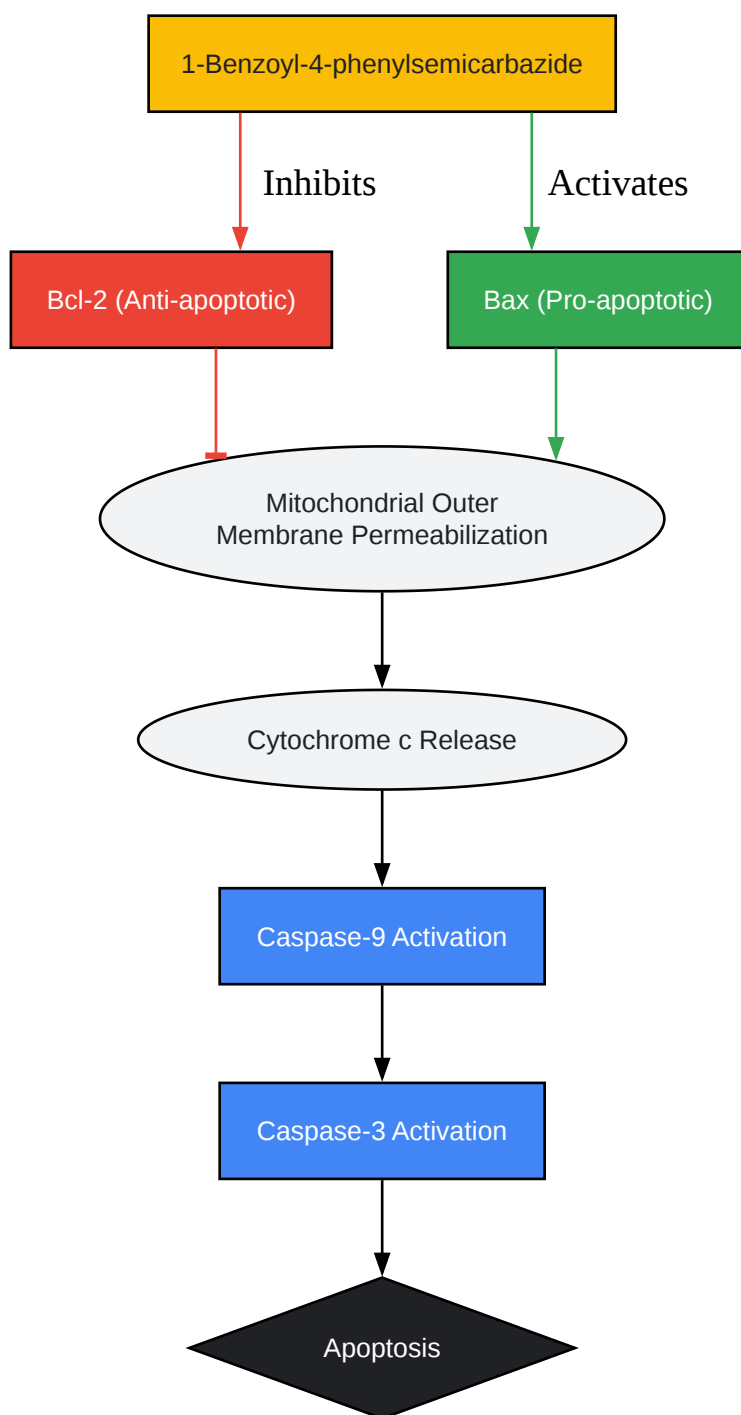 1-Benzoyl-4-phenylsemicarbazide
Inhibits
Activates
Bcl-2 (Anti-apoptotic)
Bax (Pro-apoptotic)
Mitochondrial Outer
Membrane Permeabilization
Cytochrome c Release
Caspase-9 Activation
Caspase-3 Activation
Apoptosis